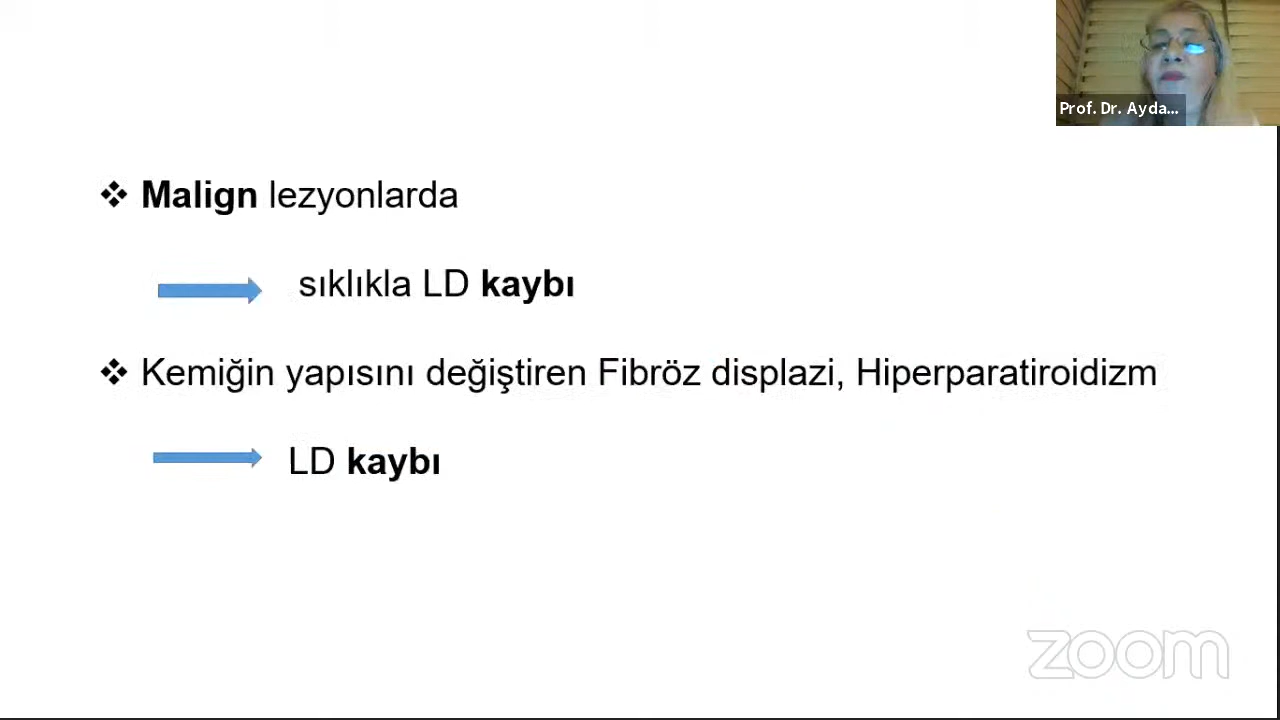 Prof. Dr. Ayda...
❖ Malign lezyonlarda
sıklıkla LD kaybı
❖ Kemiğin yapısını değiştiren Fibröz displazi, Hiperparatiroidizm
LD kaybı
zoom